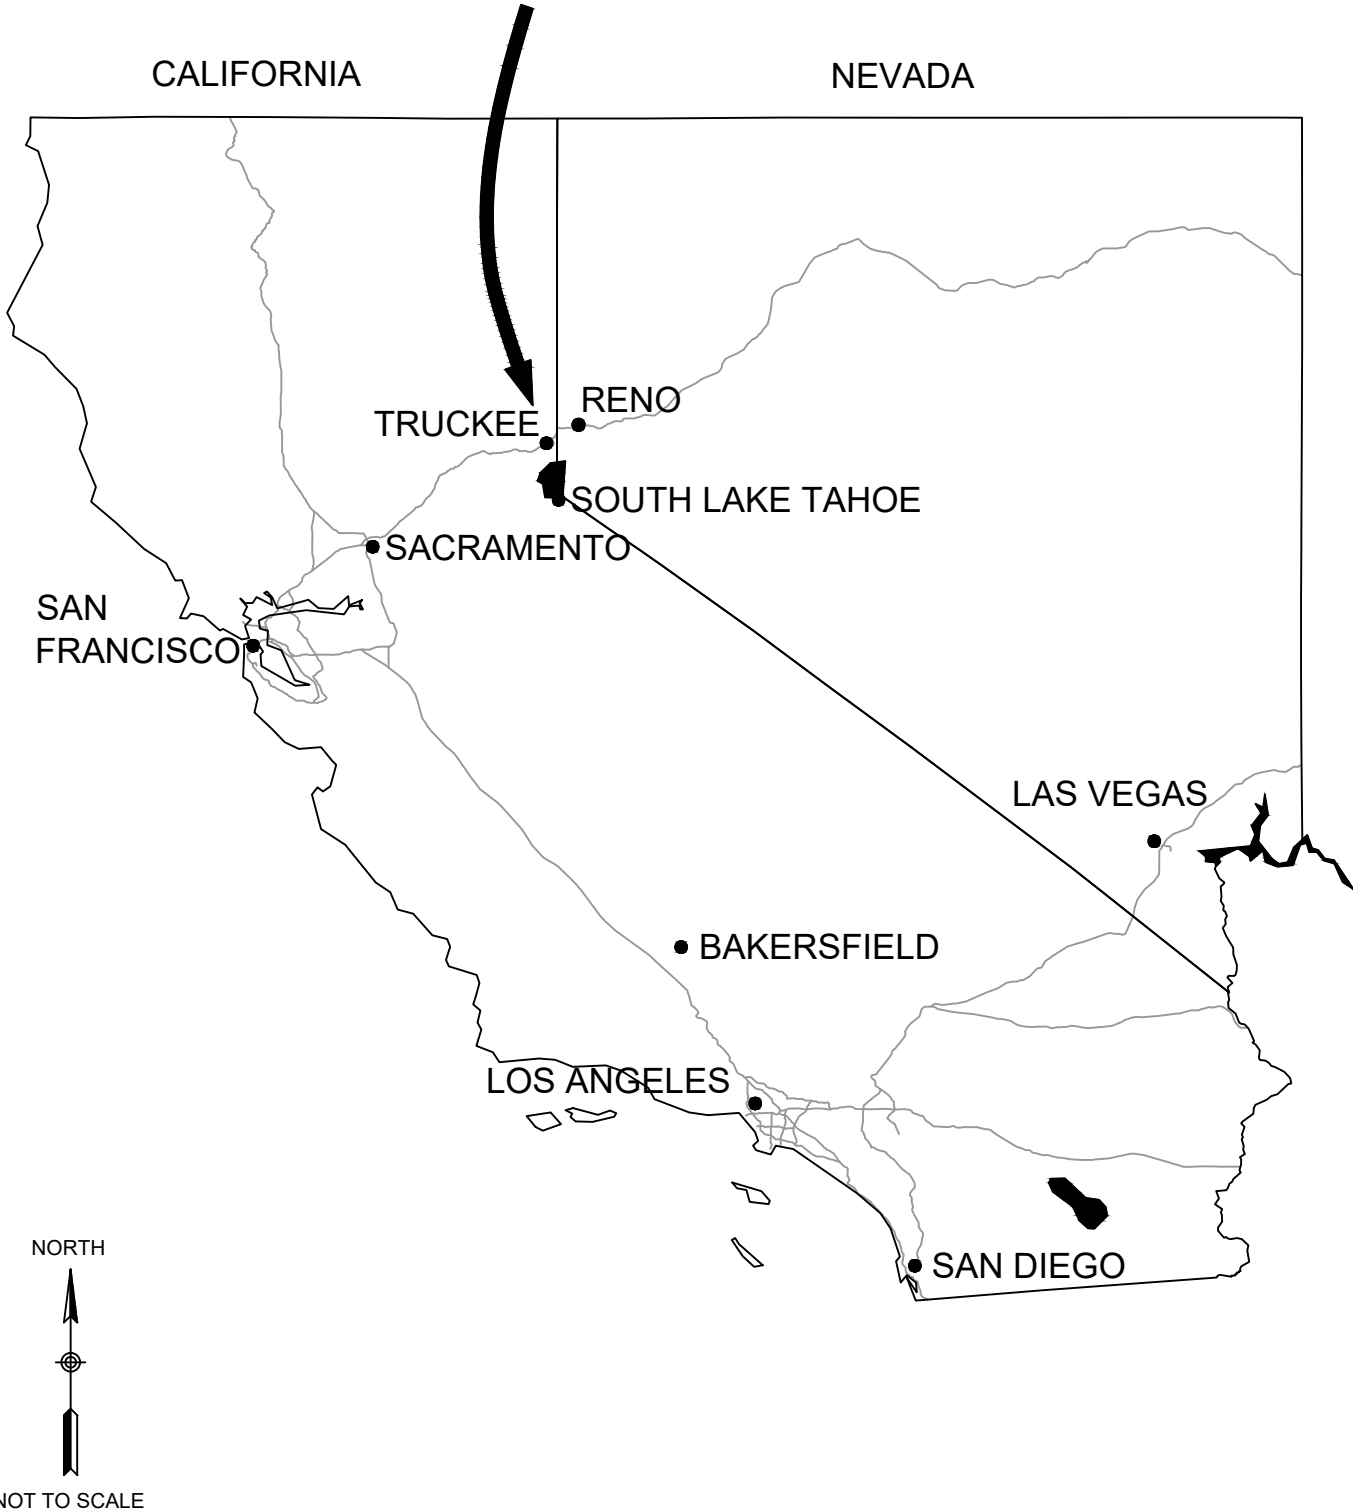 CALIFORNIA
NEVADA
RENO
TRUCKEE
SOUTH LAKE TAHOE
SACRAMENTO
SAN
FRANCISCO
LAS VEGAS
BAKERSFIELD
LOS ANGELES
SAN DIEGO
NORTH
NOT TO SCALE